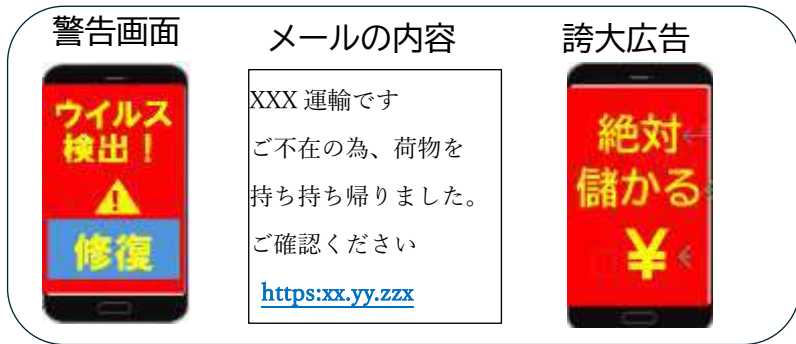 警告画面
ウイルス
検出！
修復
メールの内容
XXX 運輸です
ご不在の為、荷物を
持ち持ち帰りました。
ご確認ください
https:xx.yy.zzx
誇大広告
絶対
儲かる
¥